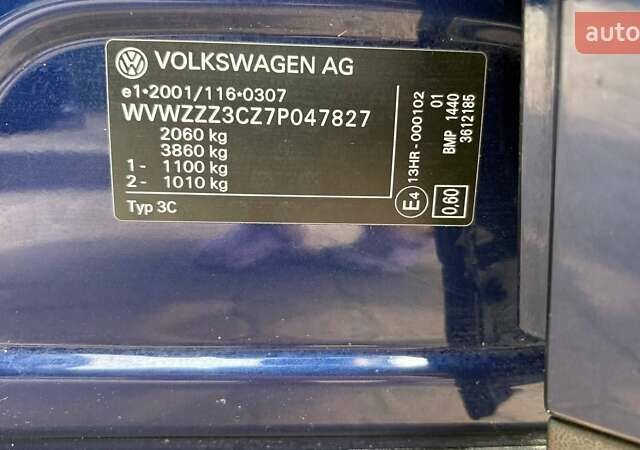 VOLKSWAGEN AG
e1*2001/116*0307
WVWZZZ3CZ7P047827
2060 kg
3860 kg
1- 1100 kg
2- 1010 kg
Typ 3C
E4 13HR-000102
01
BMP 1440
3612185
0,60
auto